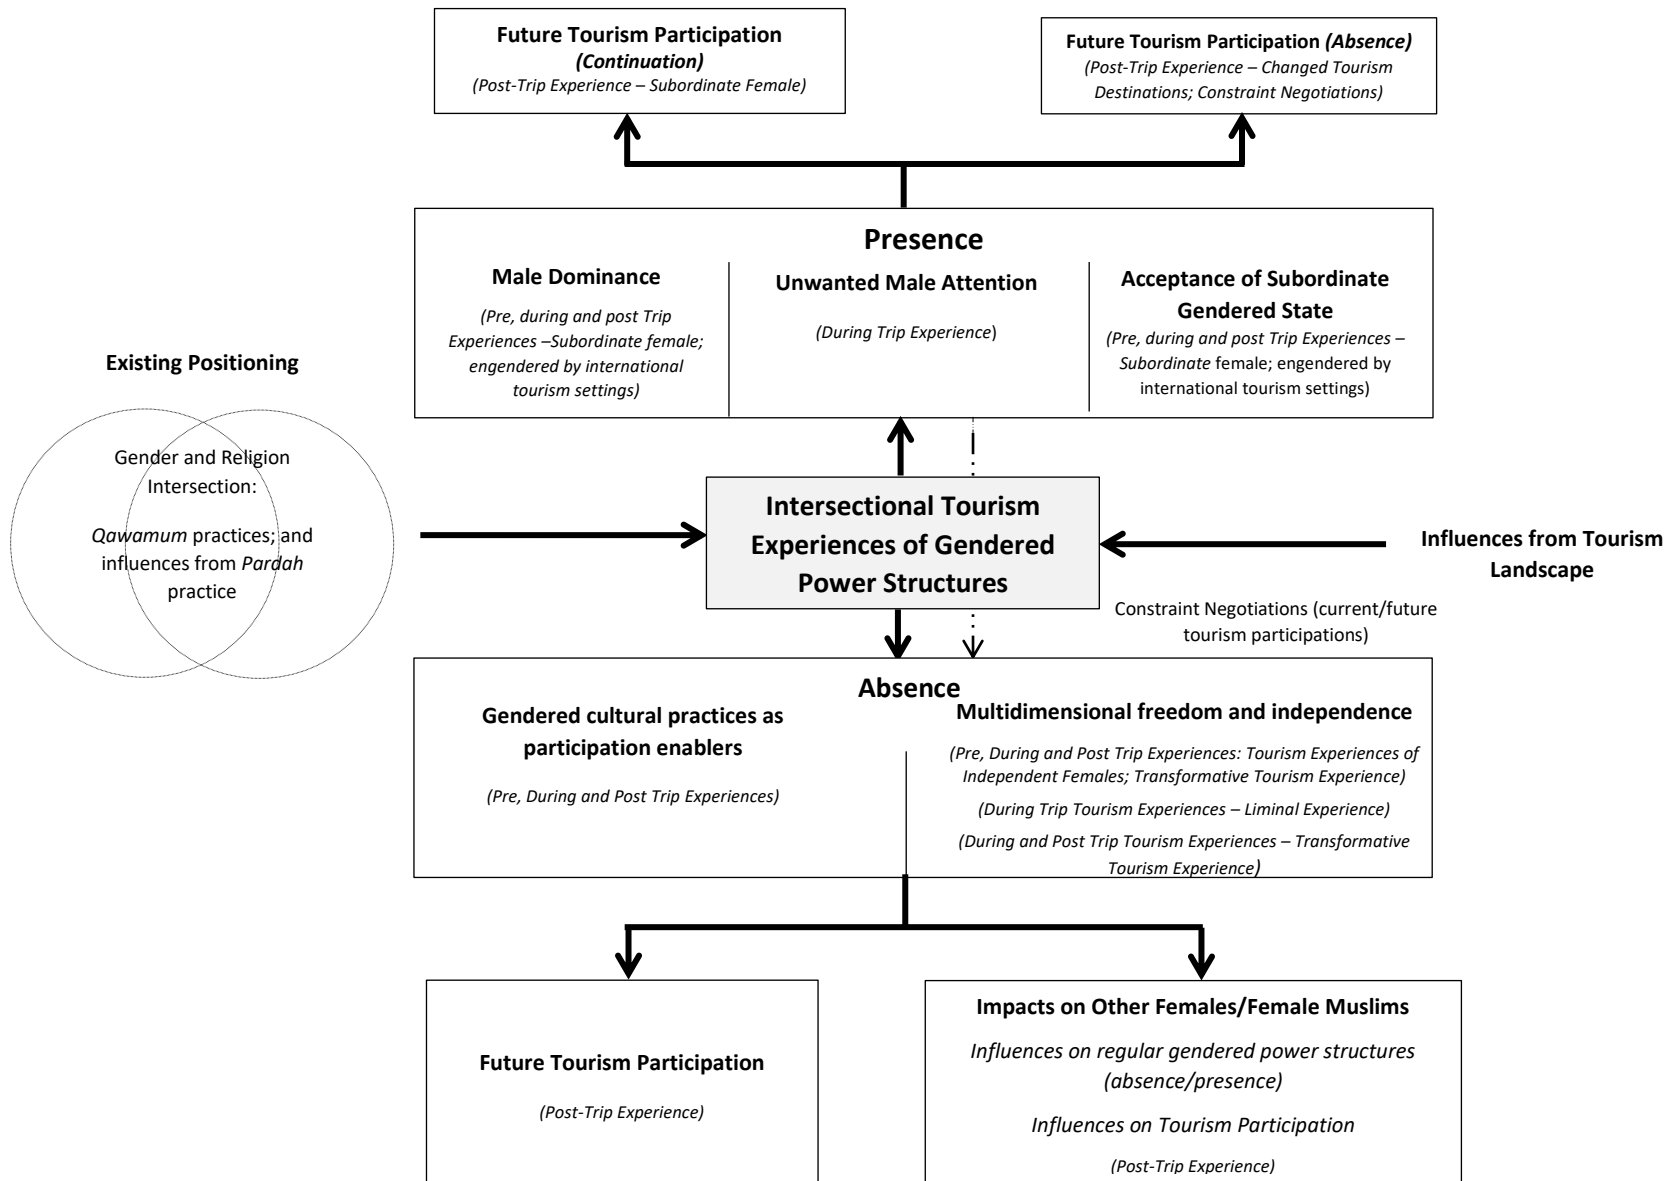 Future Tourism Participation
(Continuation)
(Post-Trip Experience – Subordinate Female)
Future Tourism Participation (Absence)
(Post-Trip Experience – Changed Tourism
Destinations; Constraint Negotiations)
Presence
Male Dominance
(Pre, during and post Trip
Experiences –Subordinate female;
engendered by international
tourism settings)
Unwanted Male Attention
(During Trip Experience)
Acceptance of Subordinate
Gendered State
(Pre, during and post Trip Experiences –
Subordinate female; engendered by
international tourism settings)
Existing Positioning
Gender and Religion
Intersection:
Qawamum practices; and
influences from Pardah
practice
Intersectional Tourism
Experiences of Gendered
Power Structures
Influences from Tourism
Landscape
Constraint Negotiations (current/future
tourism participations)
Absence
Gendered cultural practices as
participation enablers
(Pre, During and Post Trip Experiences)
Multidimensional freedom and independence
(Pre, During and Post Trip Experiences: Tourism Experiences of
Independent Females; Transformative Tourism Experience)
(During Trip Tourism Experiences – Liminal Experience)
(During and Post Trip Tourism Experiences – Transformative
Tourism Experience)
Future Tourism Participation
(Post-Trip Experience)
Impacts on Other Females/Female Muslims
Influences on regular gendered power structures
(absence/presence)
Influences on Tourism Participation
(Post-Trip Experience)